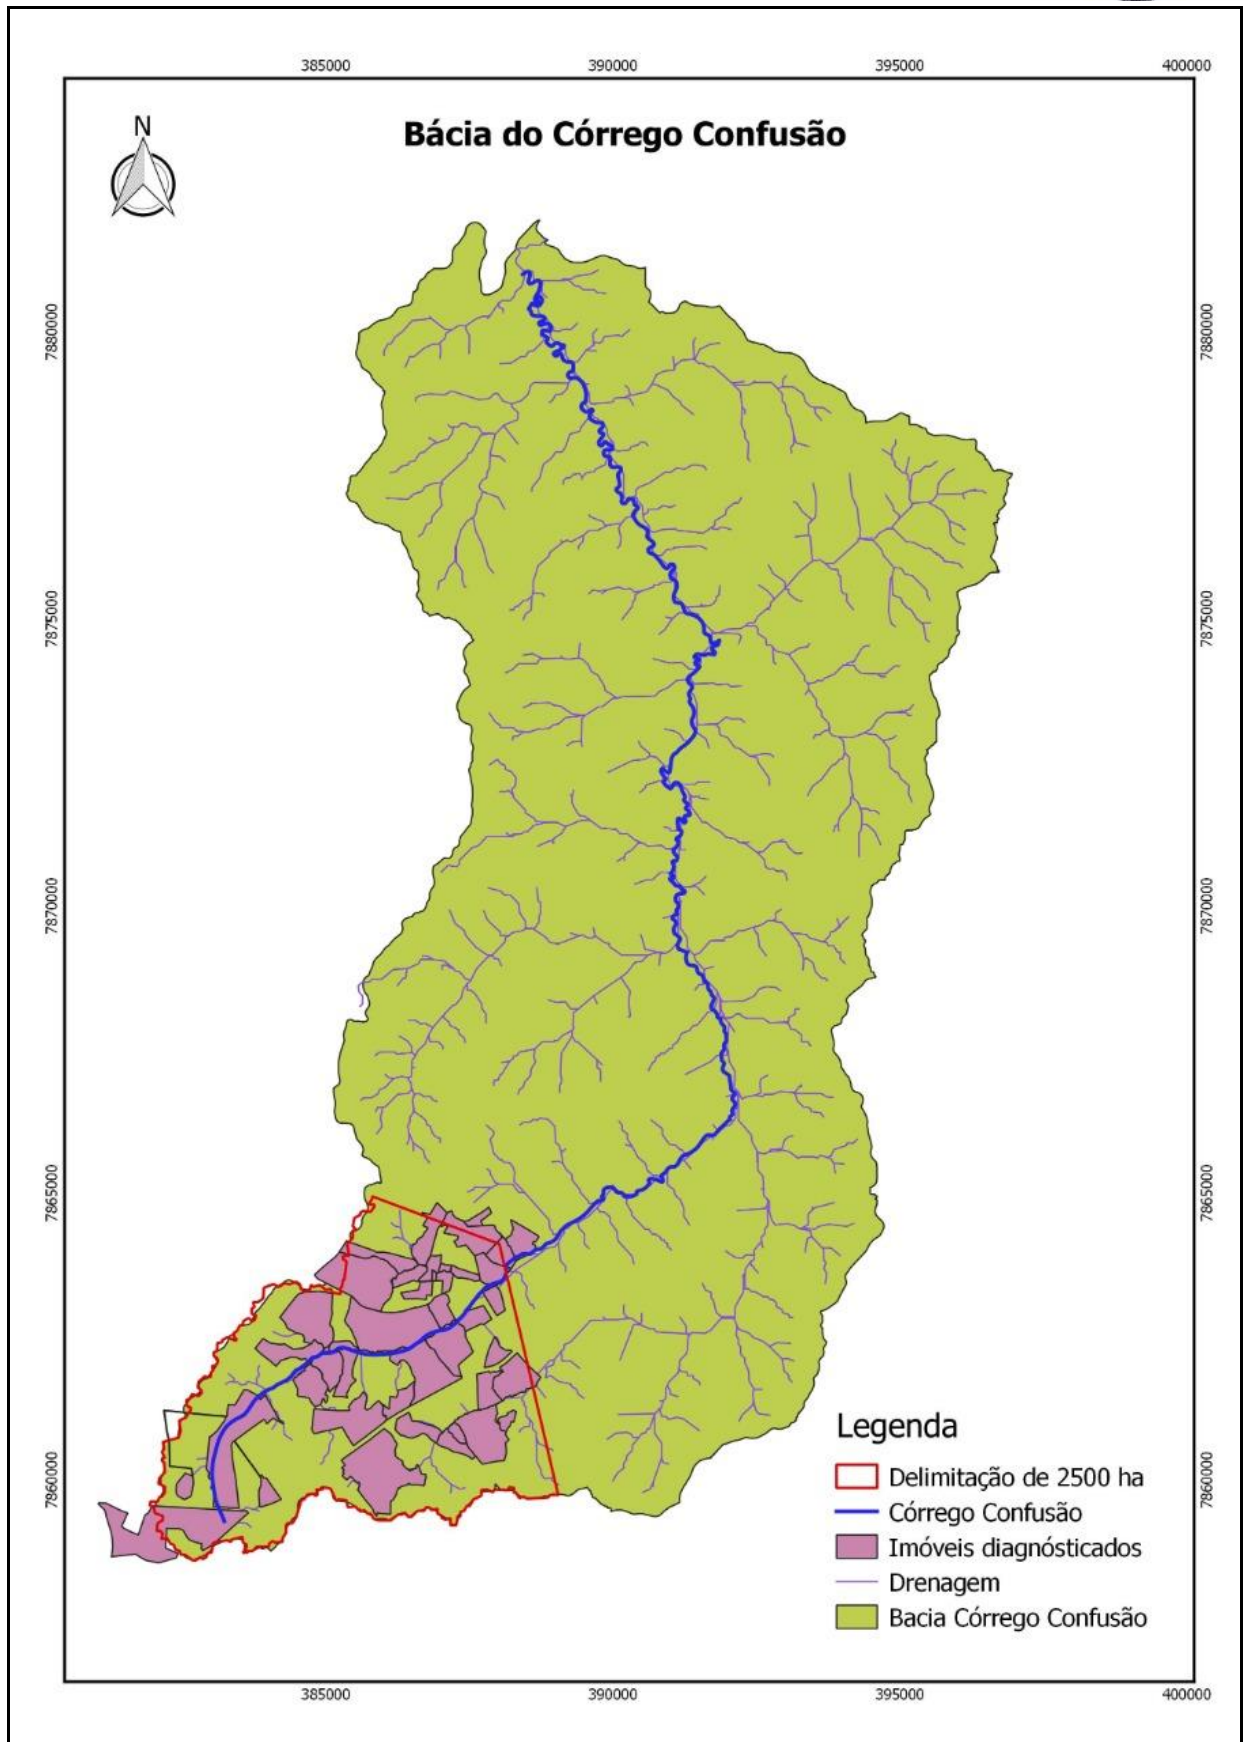 385000
390000
395000
400000
N
Bácia do Córrego Confusão
7880000
7880000
7875000
7875000
7870000
7870000
7865000
7865000
7860000
7860000
Legenda
Delimitação de 2500 ha
Córrego Confusão
Imóveis diagnósticados
Drenagem
Bacia Córrego Confusão
385000
390000
395000
400000